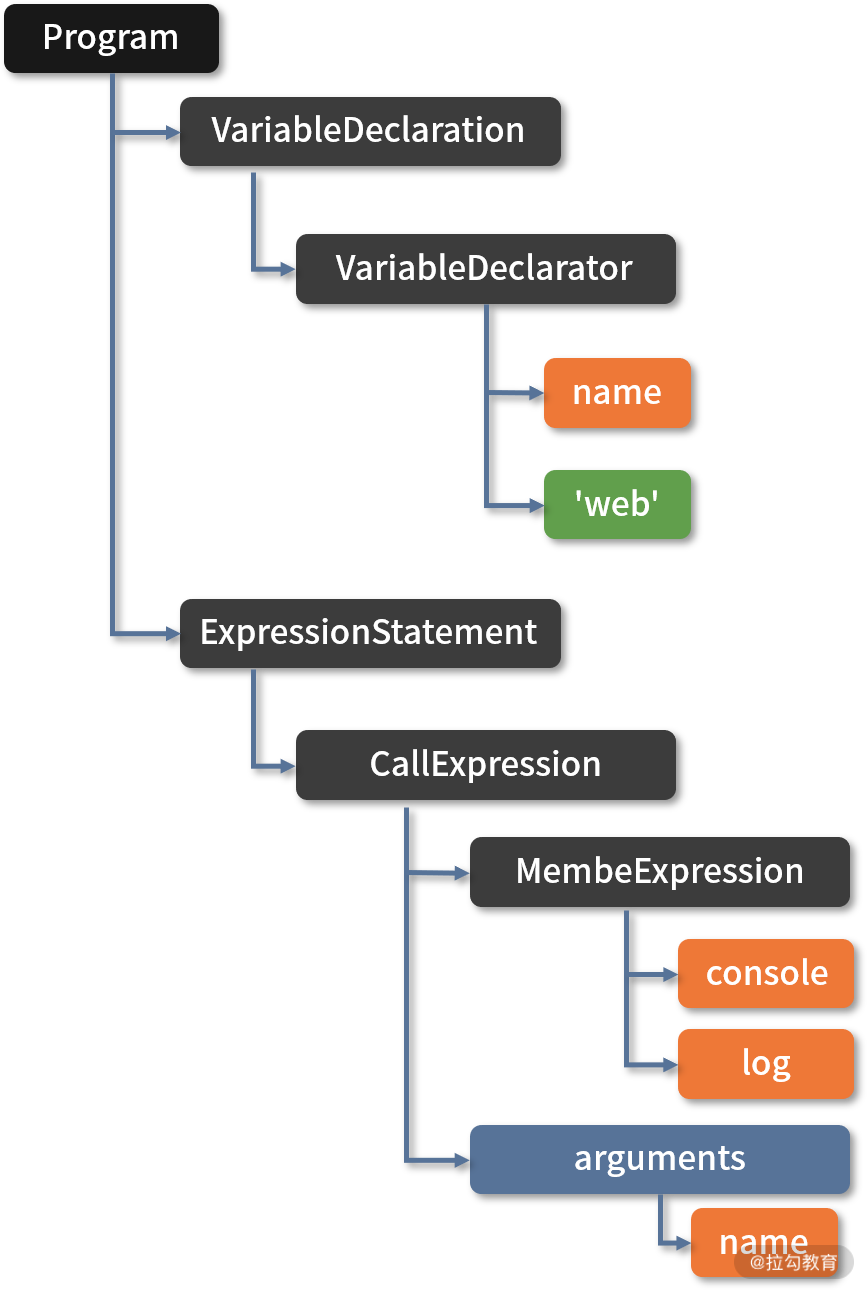 Program
VariableDeclaration
VariableDeclarator
name
'web'
ExpressionStatement
CallExpression
MembeExpression
console
log
arguments
name
@拉勾教育